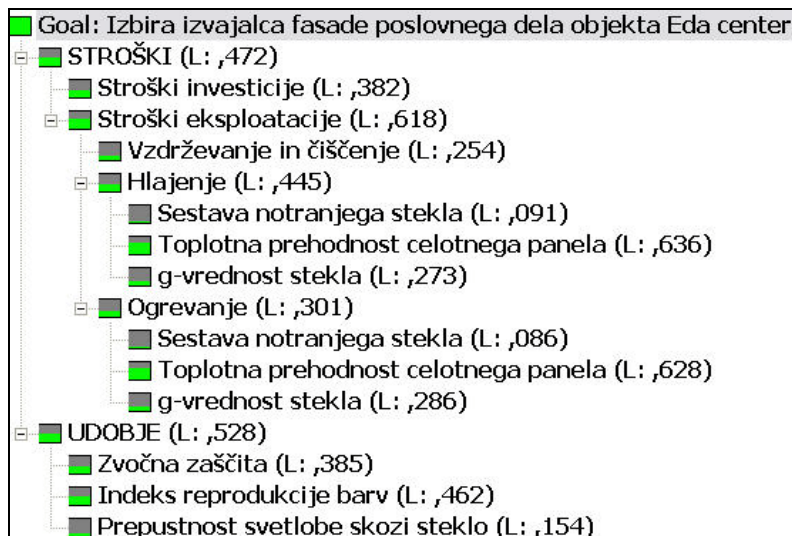 Goal: Izbira izvajalca fasade poslovnega dela objekta Eda center
STROŠKI (L: ,472)
Stroški investicije (L: ,382)
Stroški eksploatacije (L: ,618)
Vzdrževanje in čiščenje (L: ,254)
Hlajenje (L: ,445)
Sestava notranjega stekla (L: ,091)
Toplotna prehodnost celotnega panela (L: ,636)
g-vrednost stekla (L: ,273)
Ogrevanje (L: ,301)
Sestava notranjega stekla (L: ,086)
Toplotna prehodnost celotnega panela (L: ,628)
g-vrednost stekla (L: ,286)
UDOBJE (L: ,528)
Zvočna zaščita (L: ,385)
Indeks reprodukcije barv (L: ,462)
Prepustnost svetlobe skozi steklo (L: ,154)